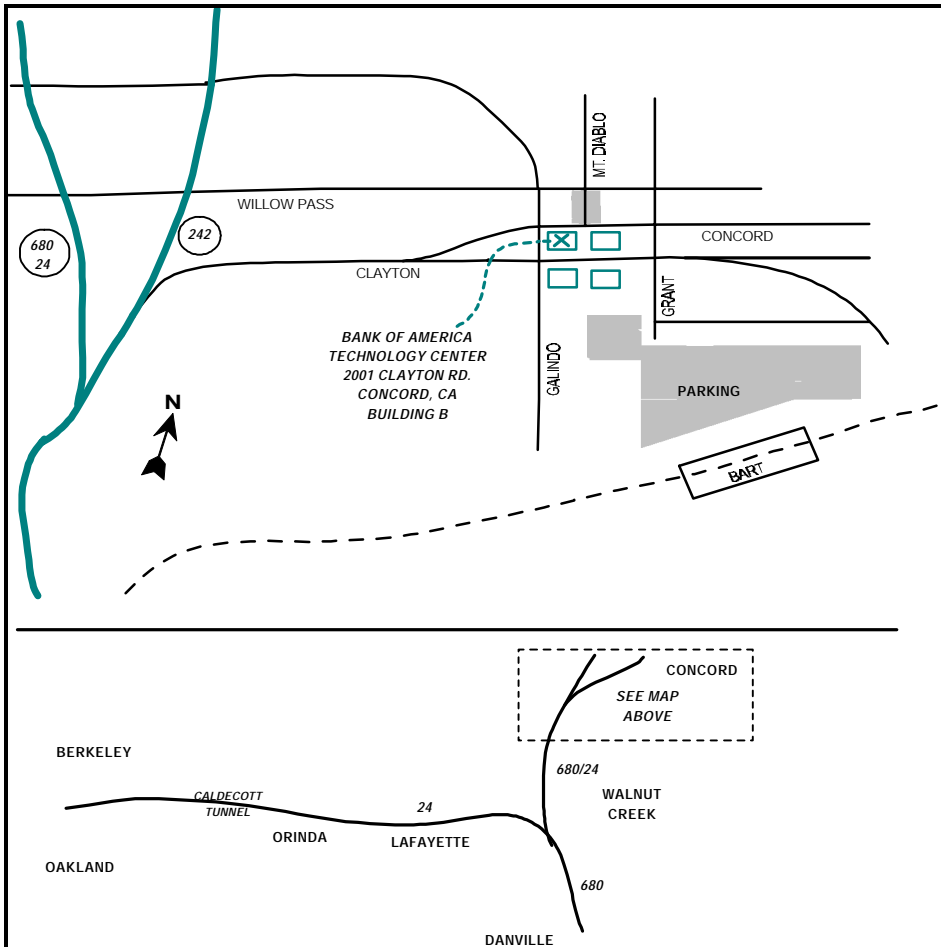 MT. DIABLO
WILLOW PASS
680
24
242
CONCORD
CLAYTON
GRANT
BANK OF AMERICA
TECHNOLOGY CENTER
2001 CLAYTON RD.
CONCORD, CA
BUILDING B
GALINDO
PARKING
N
BART
CONCORD
SEE MAP
ABOVE
BERKELEY
680/24
CALDECOTT
TUNNEL
24
WALNUT
CREEK
ORINDA
LAFAYETTE
OAKLAND
680
DANVILLE